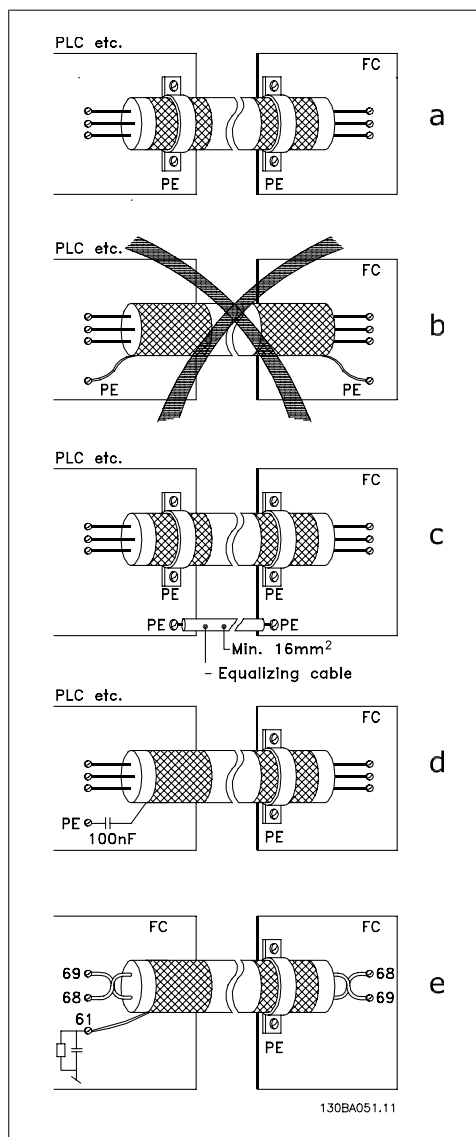 PLC etc.
FC
a
PE
PE
PLC etc.
FC
b
PE
PE
PLC etc.
FC
c
PE
PE
PE
PE
Min. 16mm²
Equalizing cable
PLC etc.
FC
d
PE
100nF
PE
FC
FC
69
68
e
68
69
61
PE
130BA051.11